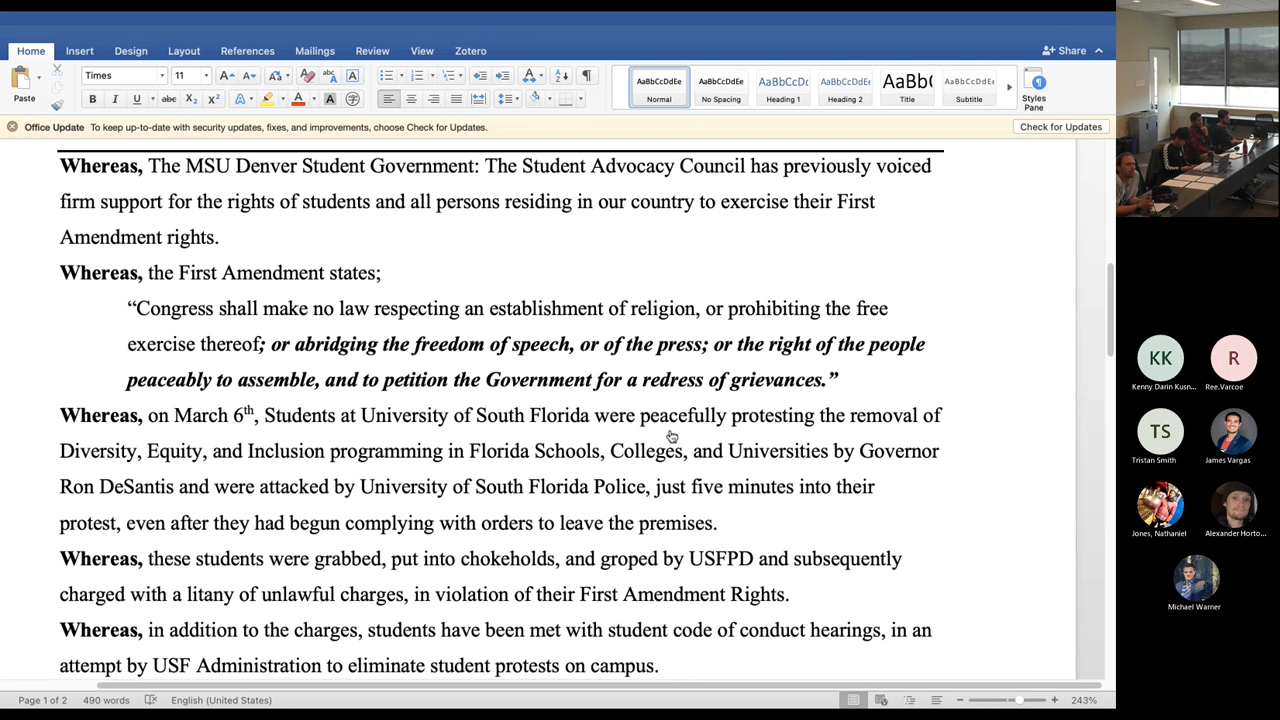 Home Insert Design Layout References Mailings Review View Zotero Share
Paste Times 11 AaBbCcDdEe AaBbCcDdEe AaBbCcDc AaBbCcDdEe AaBb( AaBbCcDdEe
Normal No Spacing Heading 1 Heading 2 Title Subtitle Styles Pane
Office Update To keep up-to-date with security updates, fixes, and improvements, choose Check for Updates. Check for Updates
Whereas, The MSU Denver Student Government: The Student Advocacy Council has previously voiced
firm support for the rights of students and all persons residing in our country to exercise their First
Amendment rights.
Whereas, the First Amendment states;
“Congress shall make no law respecting an establishment of religion, or prohibiting the free
exercise thereof; or abridging the freedom of speech, or of the press; or the right of the people
peaceably to assemble, and to petition the Government for a redress of grievances.”
Whereas, on March 6th, Students at University of South Florida were peacefully protesting the removal of
Diversity, Equity, and Inclusion programming in Florida Schools, Colleges, and Universities by Governor
Ron DeSantis and were attacked by University of South Florida Police, just five minutes into their
protest, even after they had begun complying with orders to leave the premises.
Whereas, these students were grabbed, put into chokeholds, and groped by USFPD and subsequently
charged with a litany of unlawful charges, in violation of their First Amendment Rights.
Whereas, in addition to the charges, students have been met with student code of conduct hearings, in an
attempt by USF Administration to eliminate student protests on campus.
Page 1 of 2 490 words English (United States) 243%
KK R
Kenny Darin Kusn... Ree.Varcoe
TS
Tristan Smith James Vargas
Jones, Nathaniel Alexander Horto...
Michael Warner